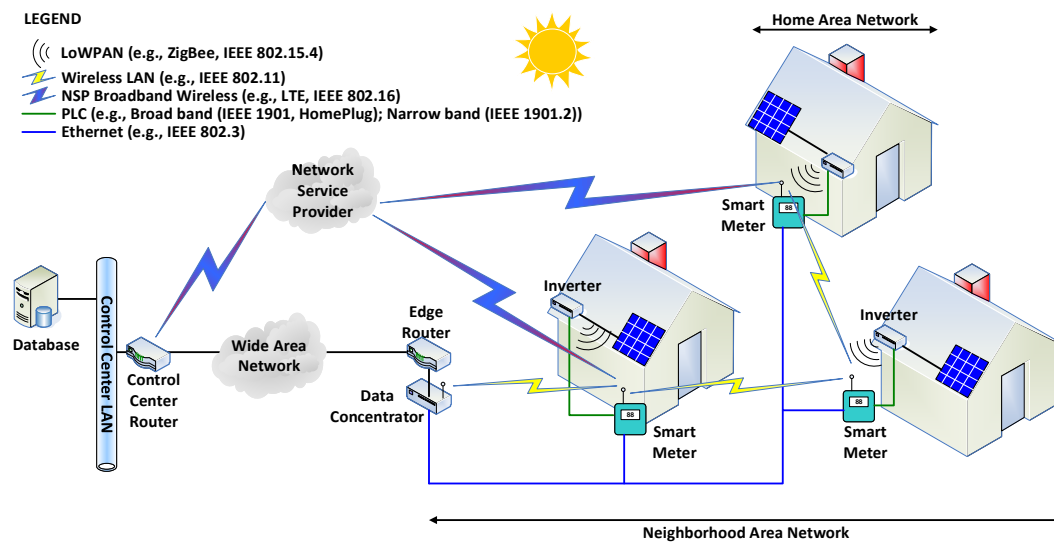 LEGEND
LoWPAN (e.g., ZigBee, IEEE 802.15.4)
Wireless LAN (e.g., IEEE 802.11)
NSP Broadband Wireless (e.g., LTE, IEEE 802.16)
PLC (e.g., Broad band (IEEE 1901, HomePlug); Narrow band (IEEE 1901.2))
Ethernet (e.g., IEEE 802.3)
Home Area Network
Network
Service
Provider
Smart
Meter
88
Inverter
Inverter
Database
Control Center LAN
Control
Center
Router
Wide Area
Network
Edge
Router
Data
Concentrator
88
Smart
Meter
88
Smart
Meter
Neighborhood Area Network